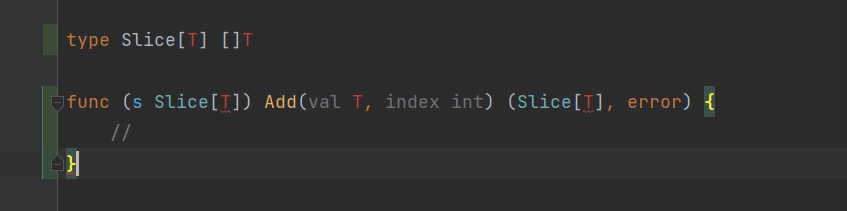 type Slice[T] []T
func (s Slice[T]) Add(val T, index int) (Slice[T], error) {
//
}